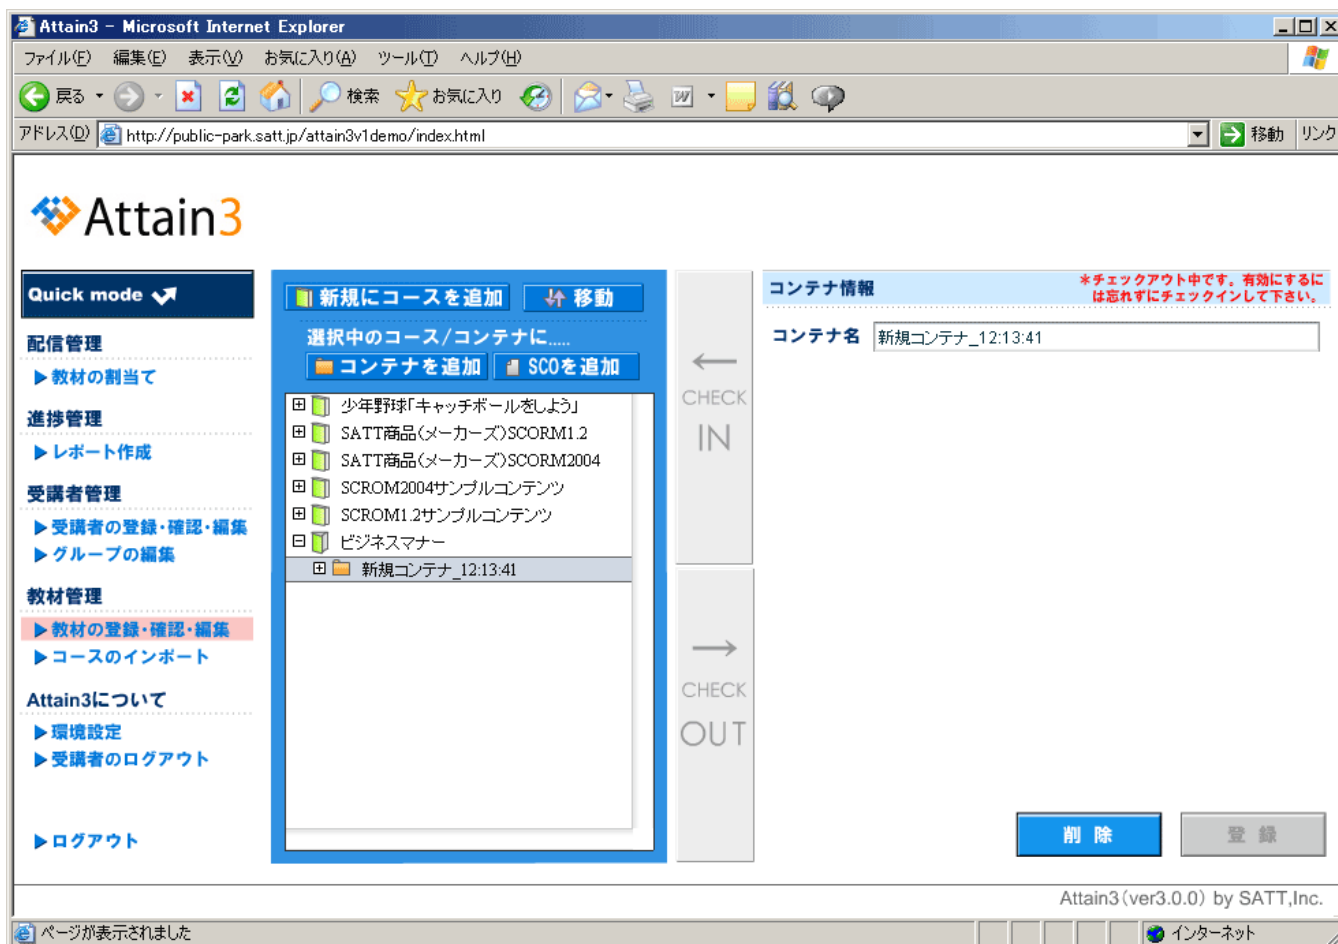 Attain3 - Microsoft Internet Explorer
ファイル(F) 編集(E) 表示(V) お気に入り(A) ツール(T) ヘルプ(H)
戻る 検索 お気に入り
アドレス(D) http://public-park.satt.jp/attain3v1demo/index.html 移動 リンク
Attain3
Quick mode
配信管理
教材の割当て
進捗管理
レポート作成
受講者管理
受講者の登録・確認・編集
グループの編集
教材管理
教材の登録・確認・編集
コースのインポート
Attain3について
環境設定
受講者のログアウト
ログアウト
新規にコースを追加 移動
選択中のコース/コンテナに.....
コンテナを追加 SCOを追加
少年野球「キャッチボールをしよう」
SATT商品(メーカーズ)SCORM1.2
SATT商品(メーカーズ)SCORM2004
SCROM2004サンプルコンテンツ
SCROM1.2サンプルコンテンツ
ビジネスマナー
新規コンテナ_12:13:41
CHECK
IN
CHECK
OUT
コンテナ情報
*チェックアウト中です。有効にするに
は忘れずにチェックインして下さい。
コンテナ名 新規コンテナ_12:13:41
削除 登録
Attain3(ver3.0.0) by SATT,Inc.
ページが表示されました インターネット